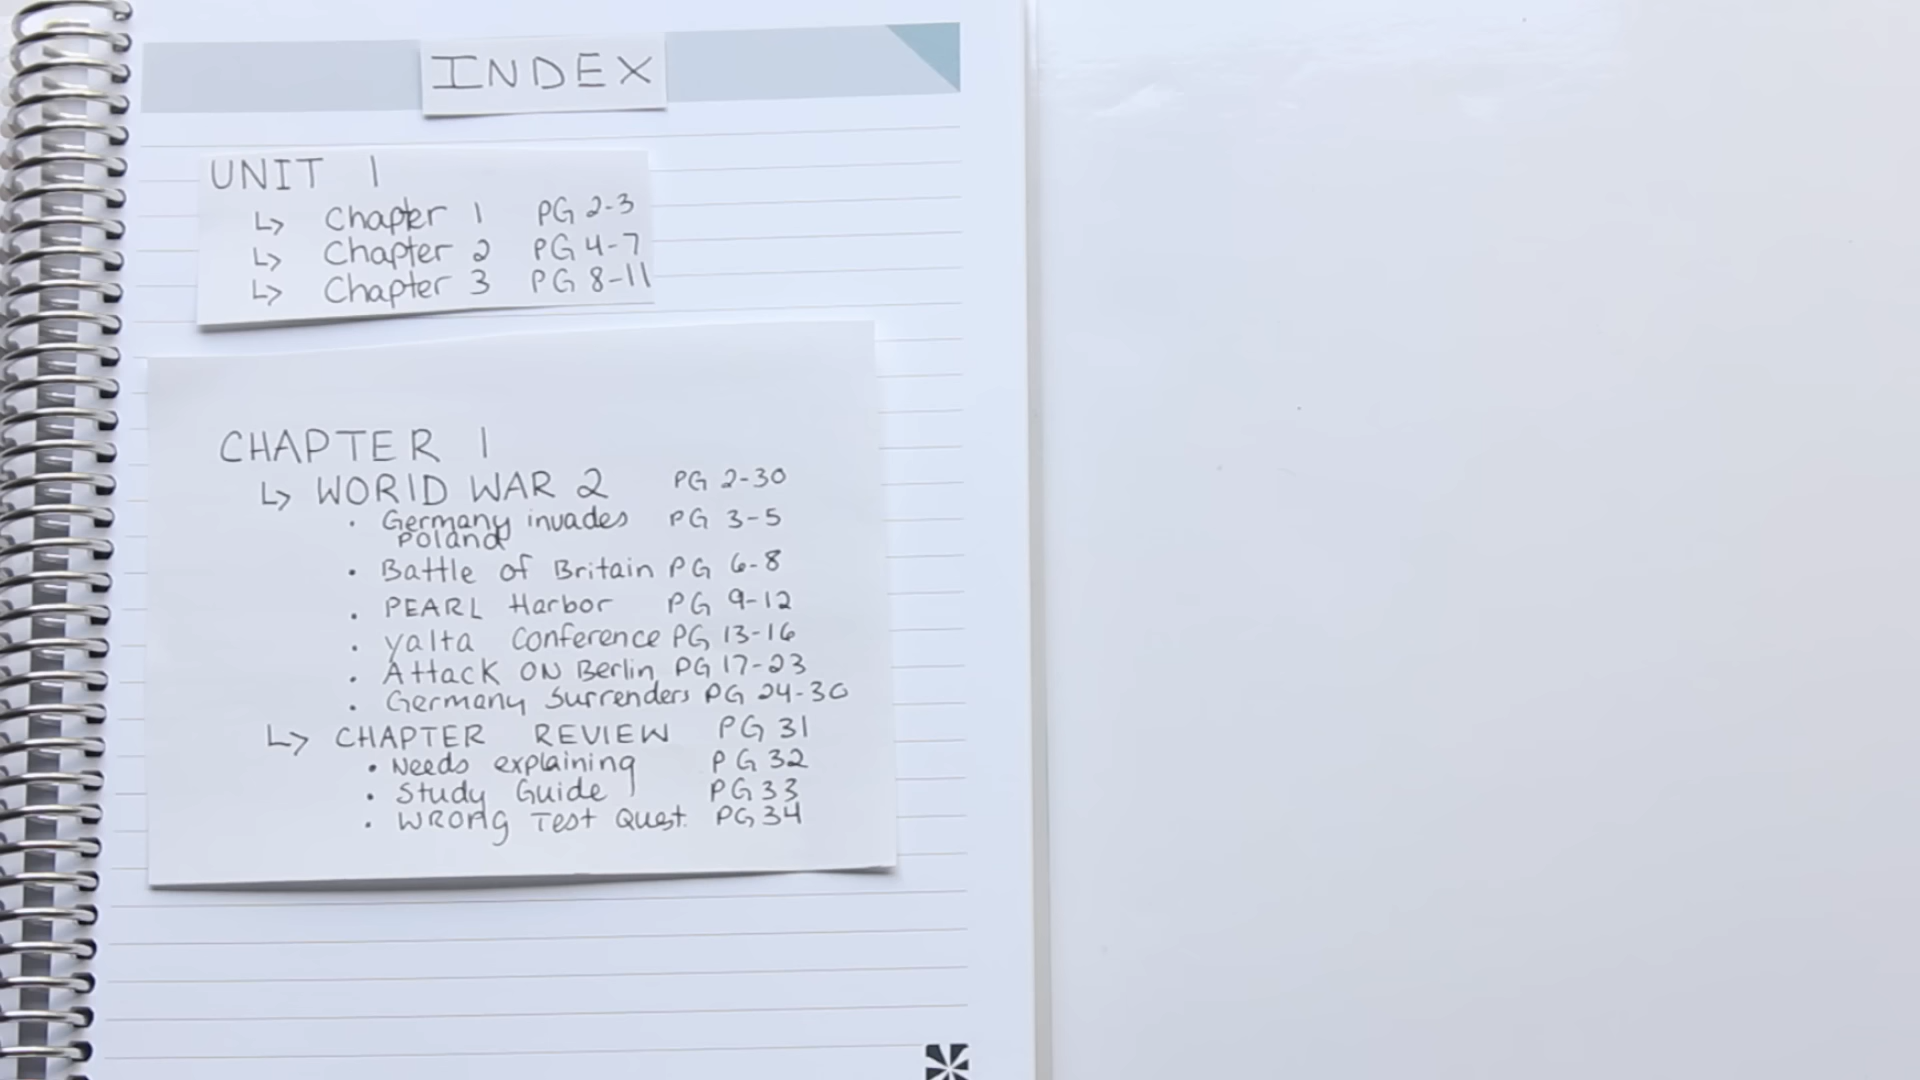 INDEX
UNIT 1
↳ Chapter 1 PG 2-3
↳ Chapter 2 PG 4-7
↳ Chapter 3 PG 8-11
CHAPTER 1
↳ WORLD WAR 2 PG 2-30
• Germany invades PG 3-5
Poland
• Battle of Britain PG 6-8
• PEARL Harbor PG 9-12
• Yalta Conference PG 13-16
• Attack ON Berlin PG 17-23
• Germany Surrenders PG 24-30
↳ CHAPTER REVIEW PG 31
• Needs explaining PG 32
• Study Guide PG 33
• WRONg Test Quest. PG 34